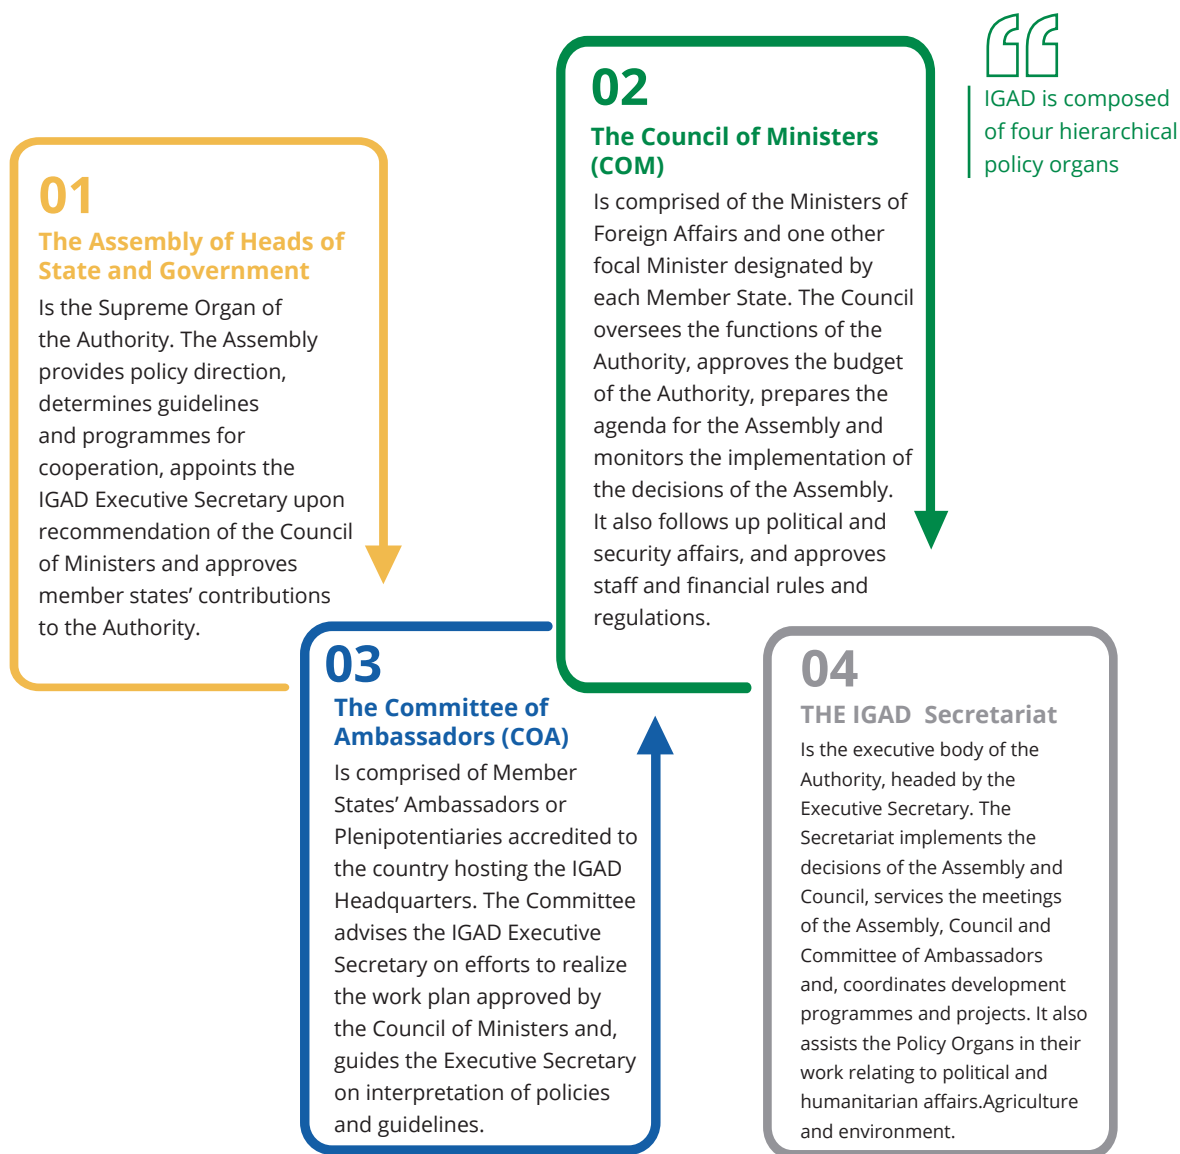 IGAD is composed
of four hierarchical
policy organs
01
The Assembly of Heads of
State and Government
Is the Supreme Organ of
the Authority. The Assembly
provides policy direction,
determines guidelines
and programmes for
cooperation, appoints the
IGAD Executive Secretary upon
recommendation of the Council
of Ministers and approves
member states’ contributions
to the Authority.
02
The Council of Ministers
(COM)
Is comprised of the Ministers of
Foreign Affairs and one other
focal Minister designated by
each Member State. The Council
oversees the functions of the
Authority, approves the budget
of the Authority, prepares the
agenda for the Assembly and
monitors the implementation of
the decisions of the Assembly.
It also follows up political and
security affairs, and approves
staff and financial rules and
regulations.
03
The Committee of
Ambassadors (COA)
Is comprised of Member
States’ Ambassadors or
Plenipotentiaries accredited to
the country hosting the IGAD
Headquarters. The Committee
advises the IGAD Executive
Secretary on efforts to realize
the work plan approved by
the Council of Ministers and,
guides the Executive Secretary
on interpretation of policies
and guidelines.
04
THE IGAD  Secretariat
Is the executive body of the
Authority, headed by the
Executive Secretary. The
Secretariat implements the
decisions of the Assembly and
Council, services the meetings
of the Assembly, Council and
Committee of Ambassadors
and, coordinates development
programmes and projects. It also
assists the Policy Organs in their
work relating to political and
humanitarian affairs.Agriculture
and environment.